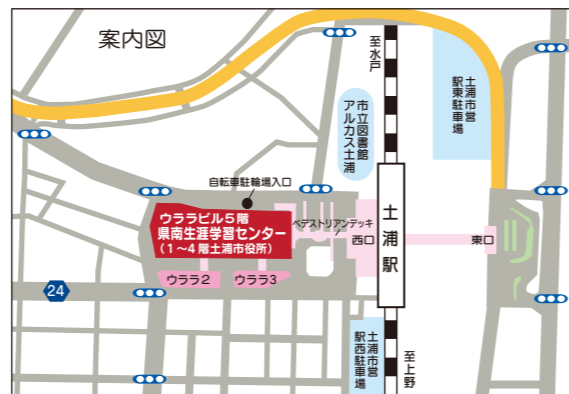 案内図
至水戸
土浦市営
駅東駐車場
市立図書館
アルカス土浦
自転車駐輪場入口
ウララビル5階
県南生涯学習センター
(1～4階土浦市役所)
ペデストリアンデッキ
西口
土浦駅
東口
ウララ2
ウララ3
24
土浦市営
駅西駐車場
至上野